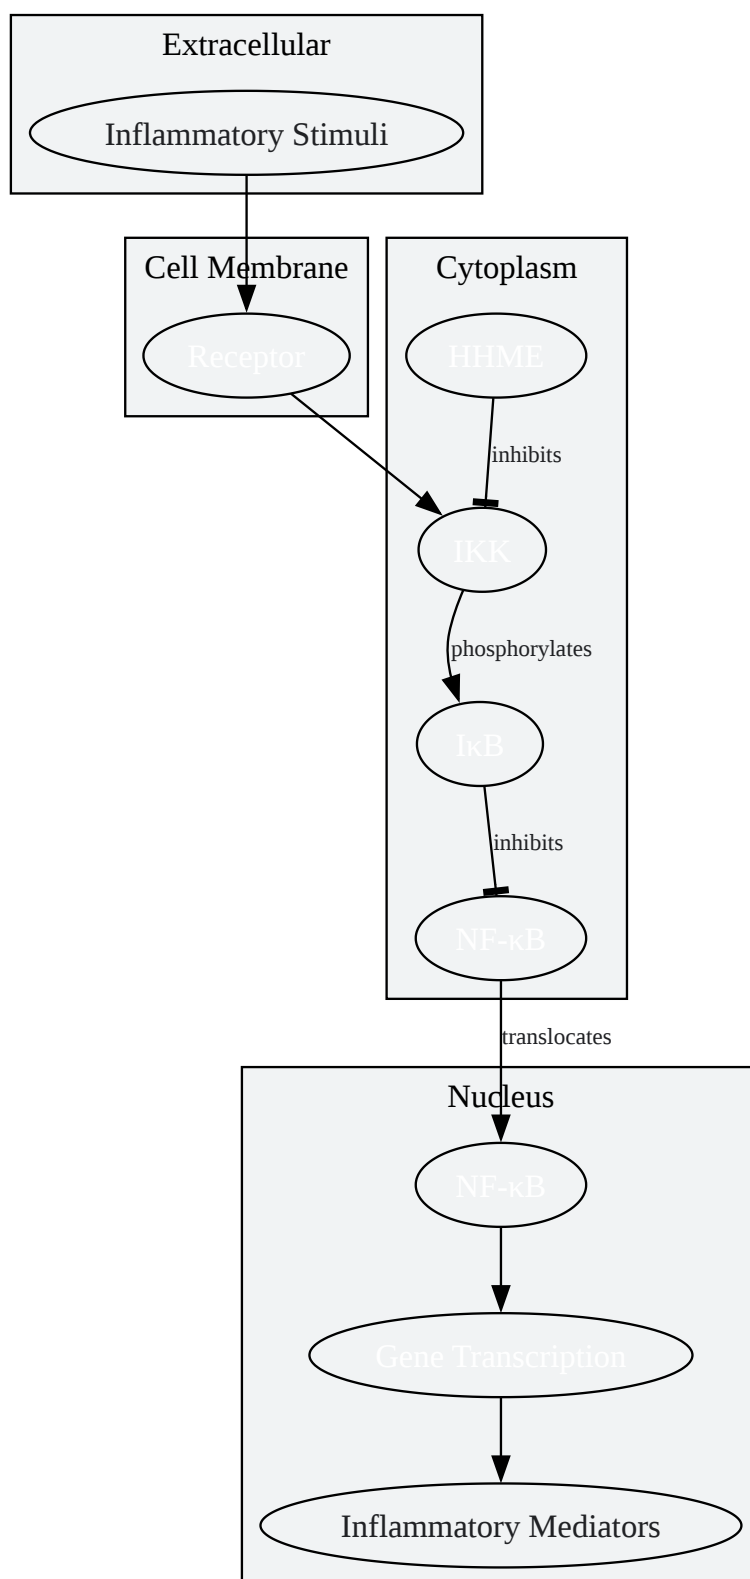 Extracellular
Inflammatory Stimuli
Cell Membrane
Cytoplasm
Receptor
HHME
inhibits
IKK
phosphorylates
IκB
inhibits
NF-κB
translocates
Nucleus
NF-κB
Gene Transcription
Inflammatory Mediators